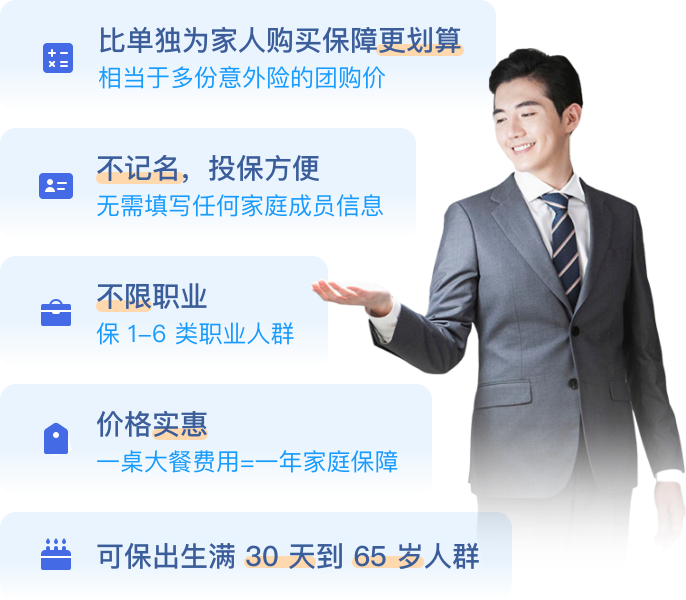 比单独为家人购买保障更划算
相当于多份意外险的团购价
不记名，投保方便
无需填写任何家庭成员信息
不限职业
保 1-6 类职业人群
价格实惠
一桌大餐费用=一年家庭保障
可保出生满 30 天到 65 岁人群